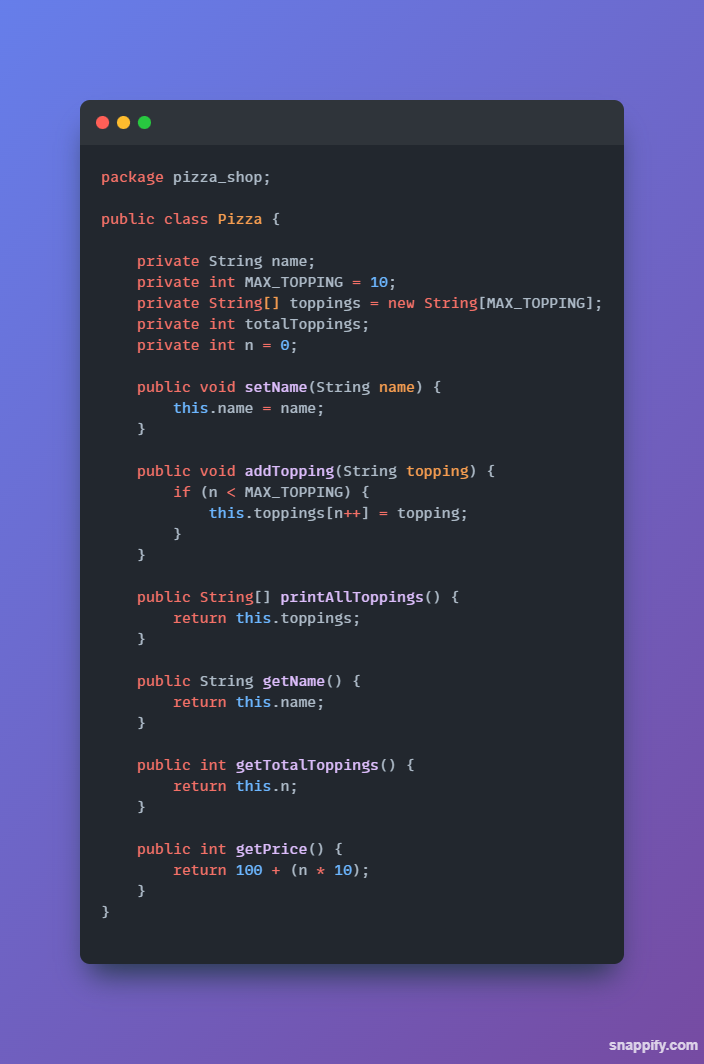 package pizza_shop;

public class Pizza {

    private String name;
    private int MAX_TOPPING = 10;
    private String[] toppings = new String[MAX_TOPPING];
    private int totalToppings;
    private int n = 0;

    public void setName(String name) {
        this.name = name;
    }

    public void addTopping(String topping) {
        if (n < MAX_TOPPING) {
            this.toppings[n++] = topping;
        }
    }

    public String[] printAllToppings() {
        return this.toppings;
    }

    public String getName() {
        return this.name;
    }

    public int getTotalToppings() {
        return this.n;
    }

    public int getPrice() {
        return 100 + (n * 10);
    }
}
snappify.com